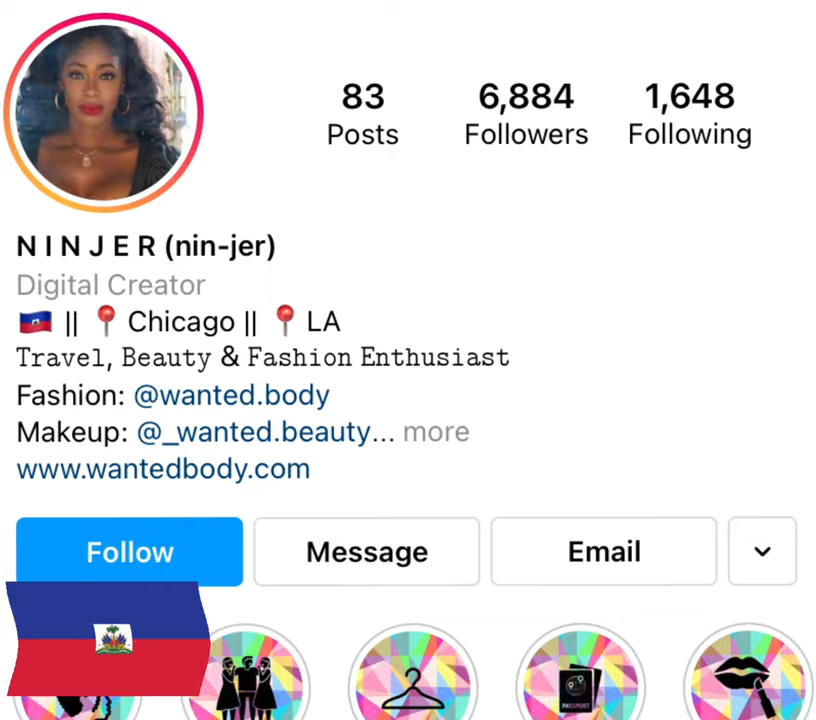 83 6,884 1,648
Posts Followers Following
N I N J E R (nin-jer)
Digital Creator
🇭🇹 || 📍 Chicago || 📍 LA
Travel, Beauty & Fashion Enthusiast
Fashion: @wanted.body
Makeup: @_wanted.beauty... more
www.wantedbody.com
Follow Message Email
PASSPORT